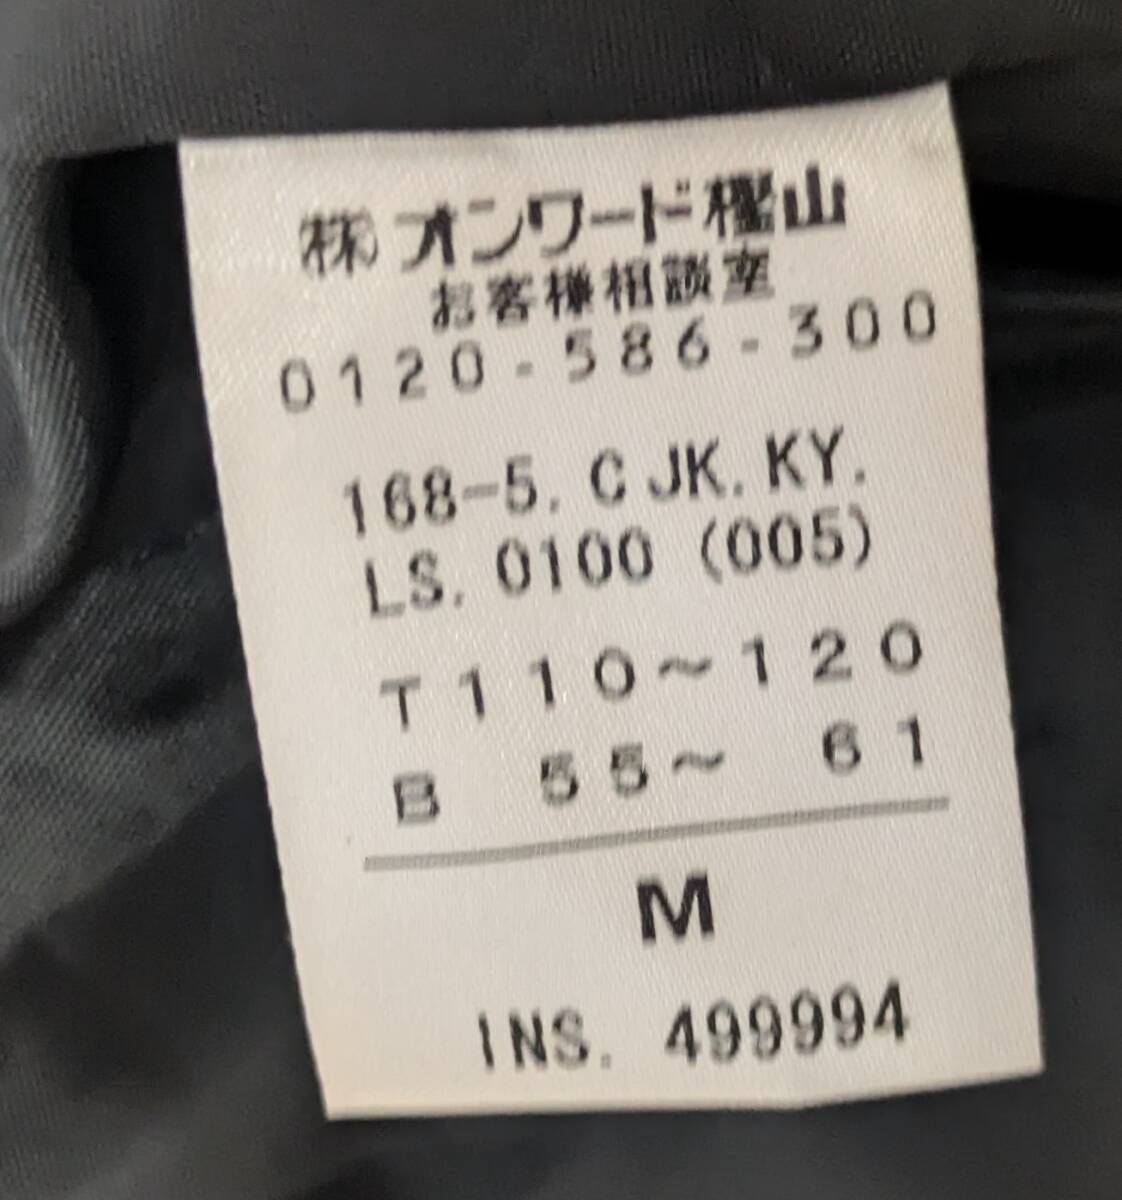 (株)オンワード樫山
お客様相談室
0120-586-300
168-5. C JK. KY.
LS. 0100 (005)
T110〜120
B 55〜 61
M
INS. 499994